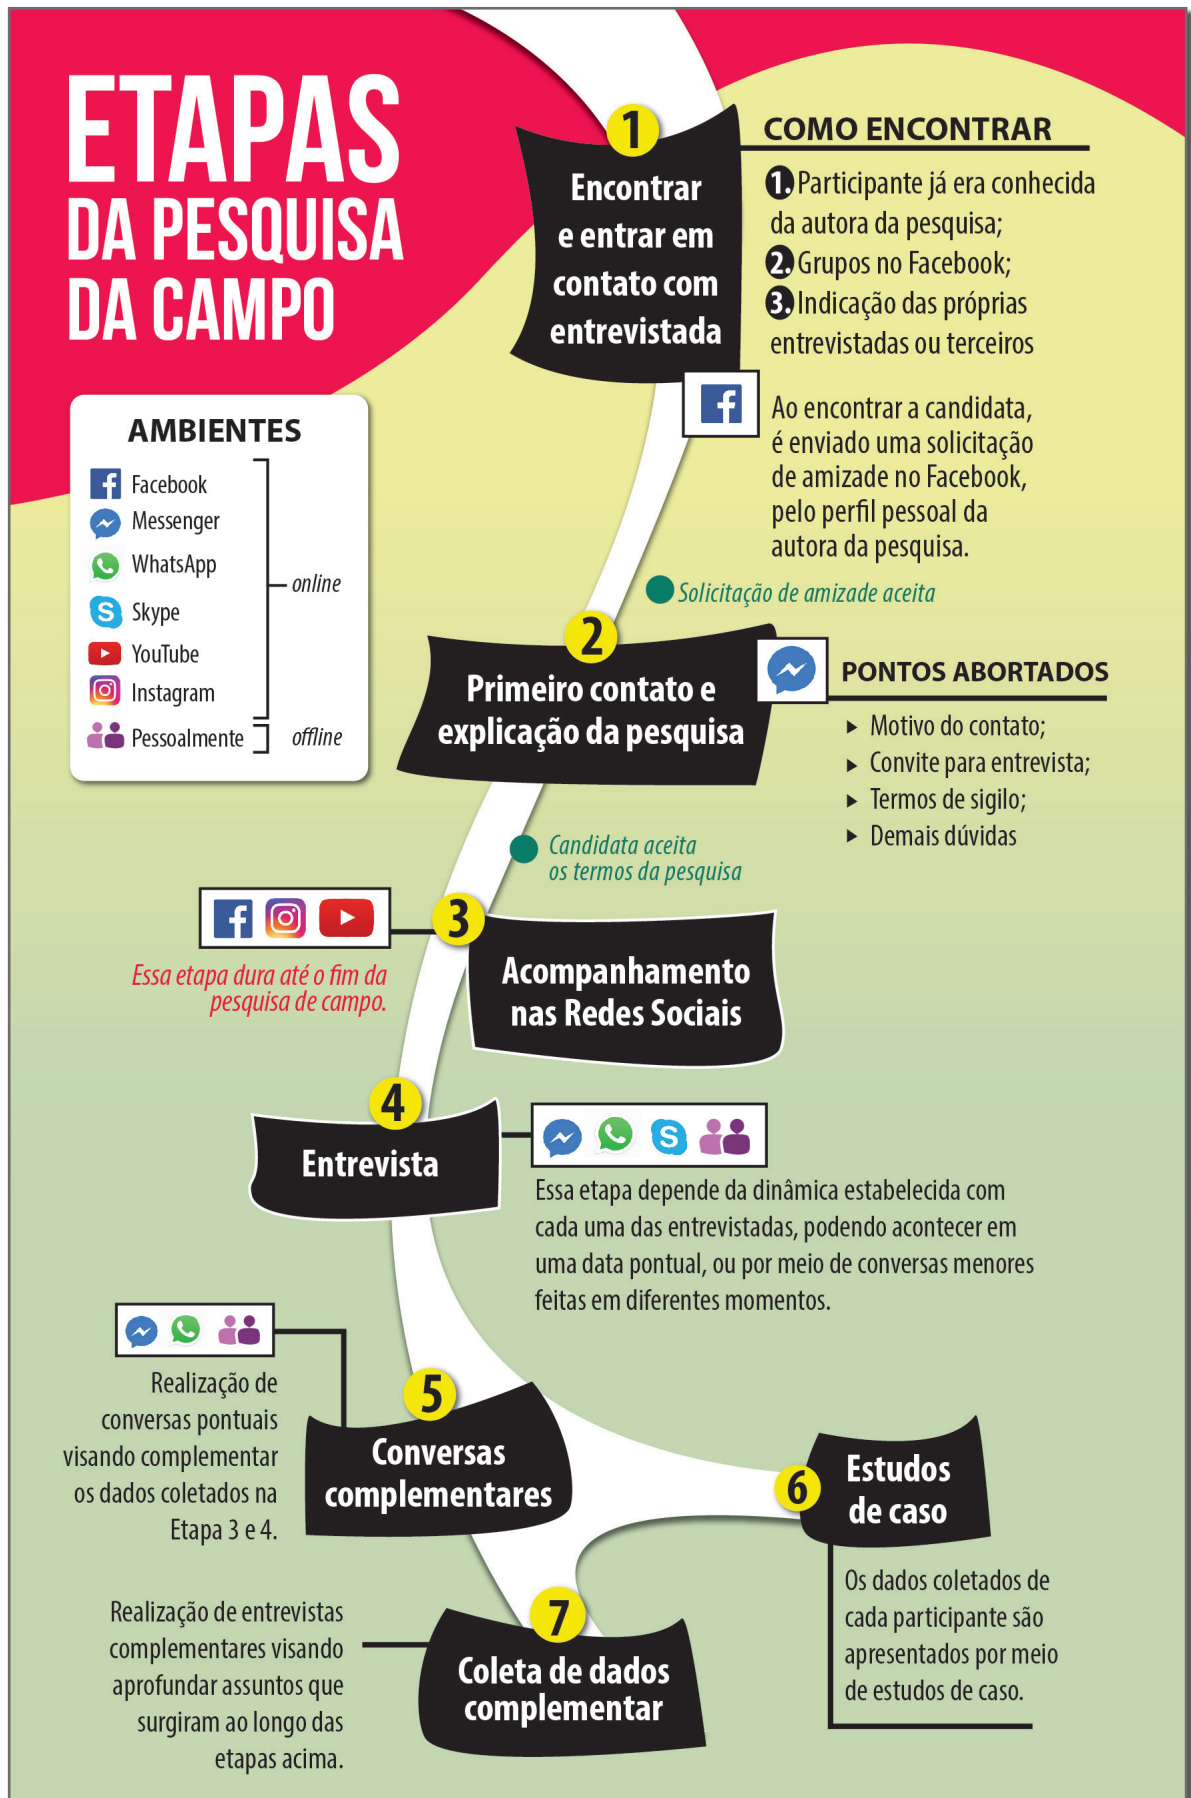 ETAPAS
DA PESQUISA
DA CAMPO
1
Encontrar
e entrar em
contato com
entrevistada
COMO ENCONTRAR
1. Participante já era conhecida
da autora da pesquisa;
2. Grupos no Facebook;
3. Indicação das próprias
entrevistadas ou terceiros
Ao encontrar a candidata,
é enviado uma solicitação
de amizade no Facebook,
pelo perfil pessoal da
autora da pesquisa.
AMBIENTES
Facebook
Messenger
WhatsApp
Skype
YouTube
Instagram
online
Pessoalmente
offline
Solicitação de amizade aceita
2
Primeiro contato e
explicação da pesquisa
PONTOS ABORTADOS
Motivo do contato;
Convite para entrevista;
Termos de sigilo;
Demais dúvidas
Candidata aceita
os termos da pesquisa
3
Acompanhamento
nas Redes Sociais
Essa etapa dura até o fim da
pesquisa de campo.
4
Entrevista
Essa etapa depende da dinâmica estabelecida com
cada uma das entrevistadas, podendo acontecer em
uma data pontual, ou por meio de conversas menores
feitas em diferentes momentos.
5
Conversas
complementares
Realização de
conversas pontuais
visando complementar
os dados coletados na
Etapa 3 e 4.
6
Estudos
de caso
Os dados coletados de
cada participante são
apresentados por meio
de estudos de caso.
7
Coleta de dados
complementar
Realização de entrevistas
complementares visando
aprofundar assuntos que
surgiram ao longo das
etapas acima.